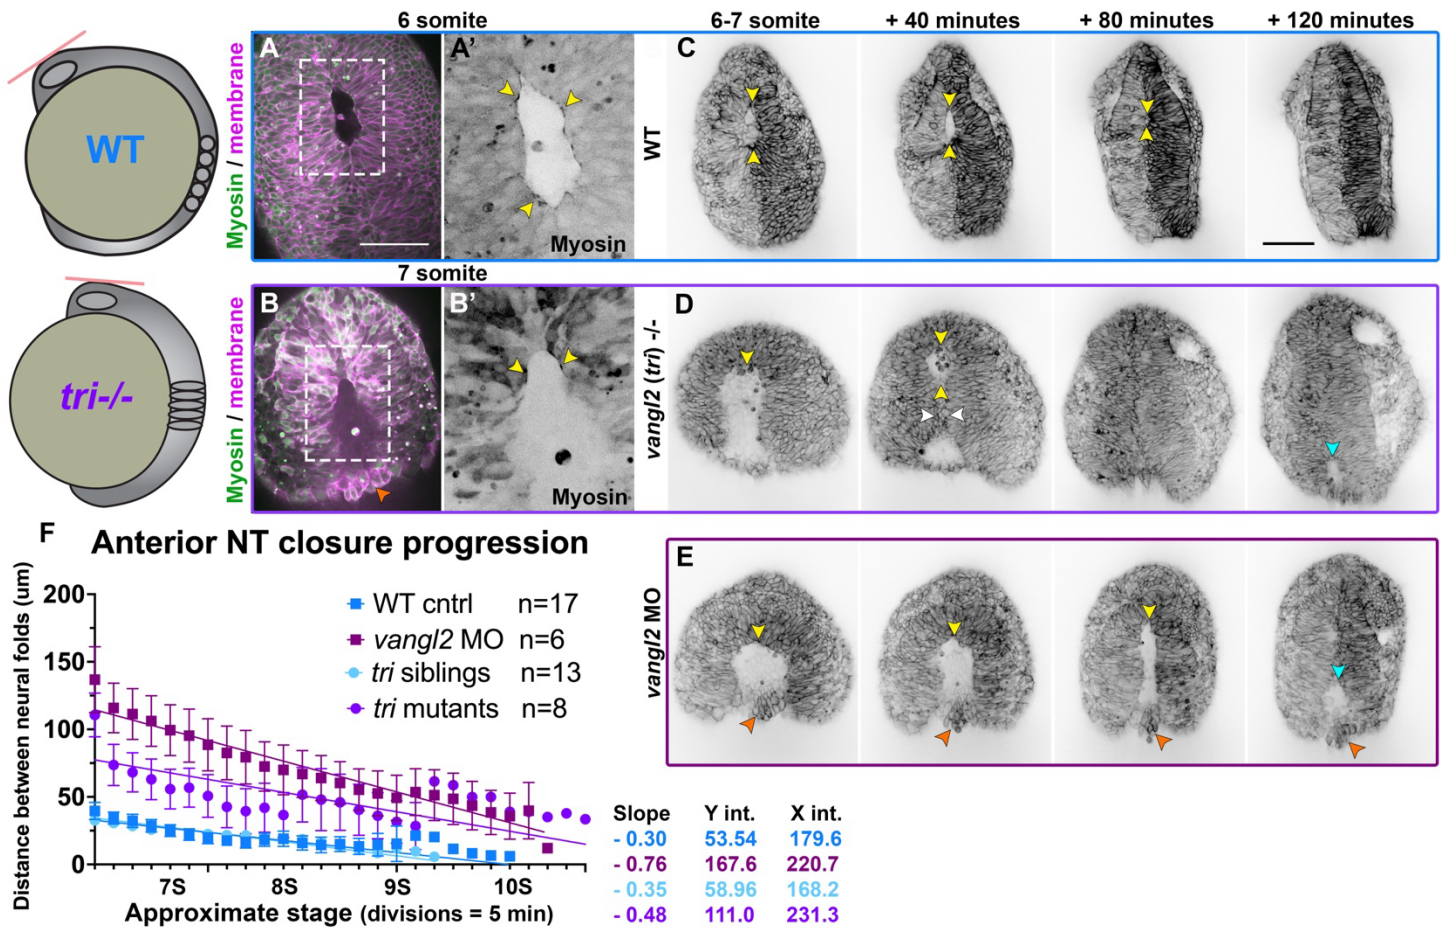 6 somite
6-7 somite
+ 40 minutes
+ 80 minutes
+ 120 minutes
WT
Myosin / membrane
A
A’
Myosin
WT
C
7 somite
tri-/-
Myosin / membrane
B
B’
Myosin
vangl2 (tri) -/-
D
F
Anterior NT closure progression
Distance between neural folds (um)
200
150
100
50
0
WT cntrl n=17
vangl2 MO n=6
tri siblings n=13
tri mutants n=8
7S 8S 9S 10S
Approximate stage (divisions = 5 min)
vangl2 MO
E
Slope Y int. X int.
- 0.30 53.54 179.6
- 0.76 167.6 220.7
- 0.35 58.96 168.2
- 0.48 111.0 231.3